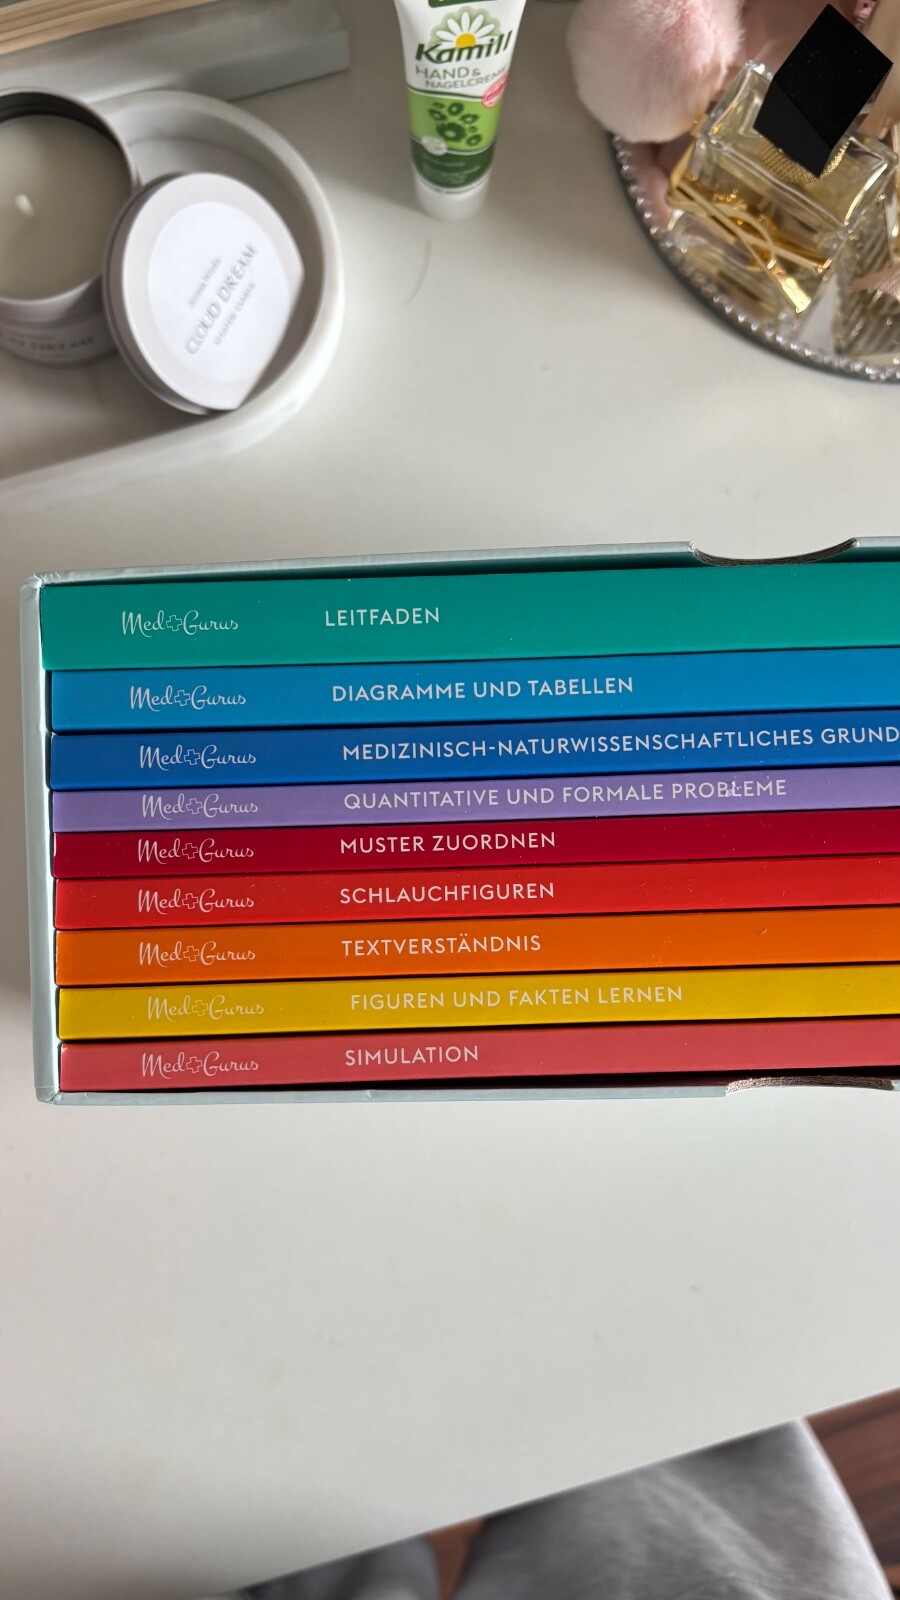 Kamill
HAND &
NAGELCREME
CLOUD DREAM
Med Gurus LEITFADEN
Med Gurus DIAGRAMME UND TABELLEN
Med Gurus MEDIZINISCH-NATURWISSENSCHAFTLICHES GRUND
Med Gurus QUANTITATIVE UND FORMALE PROBLEME
Med Gurus MUSTER ZUORDNEN
Med Gurus SCHLAUCHFIGUREN
Med Gurus TEXTVERSTÄNDNIS
Med Gurus FIGUREN UND FAKTEN LERNEN
Med Gurus SIMULATION